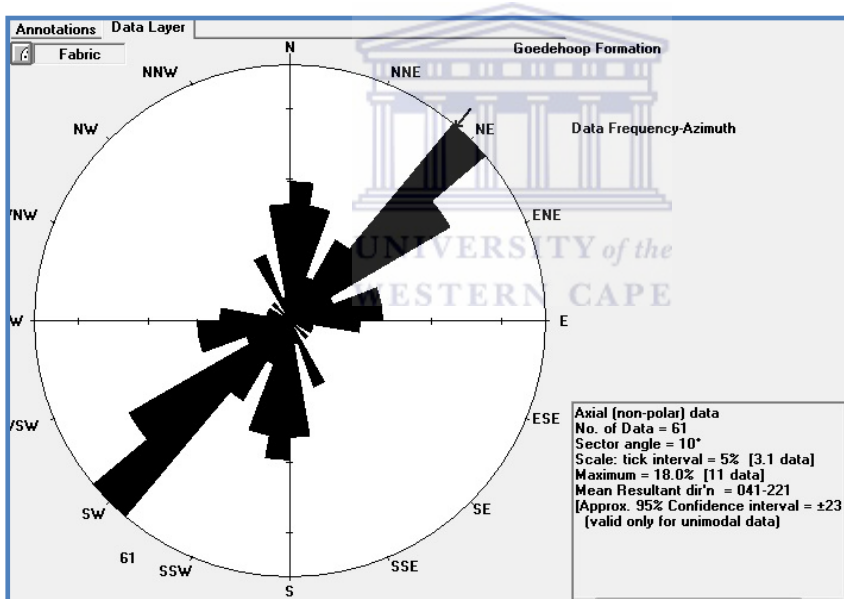 Annotations Data Layer
Fabric
Goedehoop Formation
Data Frequency-Azimuth
N
NNW
NNE
NW
NE
NW
ENE
W
E
SW
ESE
SW
SE
61
SSW
SSE
S
UNIVERSITY of the
WESTERN CAPE
Axial (non-polar) data
No. of Data = 61
Sector angle = 10°
Scale: tick interval = 5% [3.1 data]
Maximum = 18.0% [11 data]
Mean Resultant dir'n = 041-221
[Approx. 95% Confidence interval = ±23
(valid only for unimodal data)